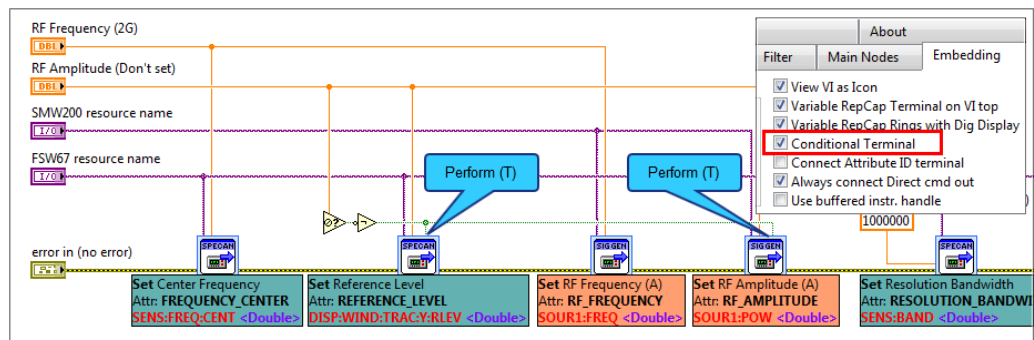 RF Frequency (2G)
DBL
RF Amplitude (Don't set)
DBL
SMW200 resource name
I/O
FSW67 resource name
I/O
error in (no error)
About
Filter Main Nodes Embedding
View VI as Icon
Variable RepCap Terminal on VI top
Variable RepCap Rings with Dig Display
Conditional Terminal
Connect Attribute ID terminal
Always connect Direct cmd out
Use buffered instr. handle
)
1000000
Perform (T)
Perform (T)
SPECAN
SPECAN
SIGGEN
SIGGEN
SPECAN
Set Center Frequency
Attr: FREQUENCY_CENTER
SENS:FREQ:CENT <Double>
Set Reference Level
Attr: REFERENCE_LEVEL
DISP:WIND:TRAC:Y:RLEV <Double>
Set RF Frequency (A)
Attr: RF_FREQUENCY
SOUR1:FREQ <Double>
Set RF Amplitude (A)
Attr: RF_AMPLITUDE
SOUR1:POW <Double>
Set Resolution Bandwidth
Attr: RESOLUTION_BANDWI
SENS:BAND <Double>